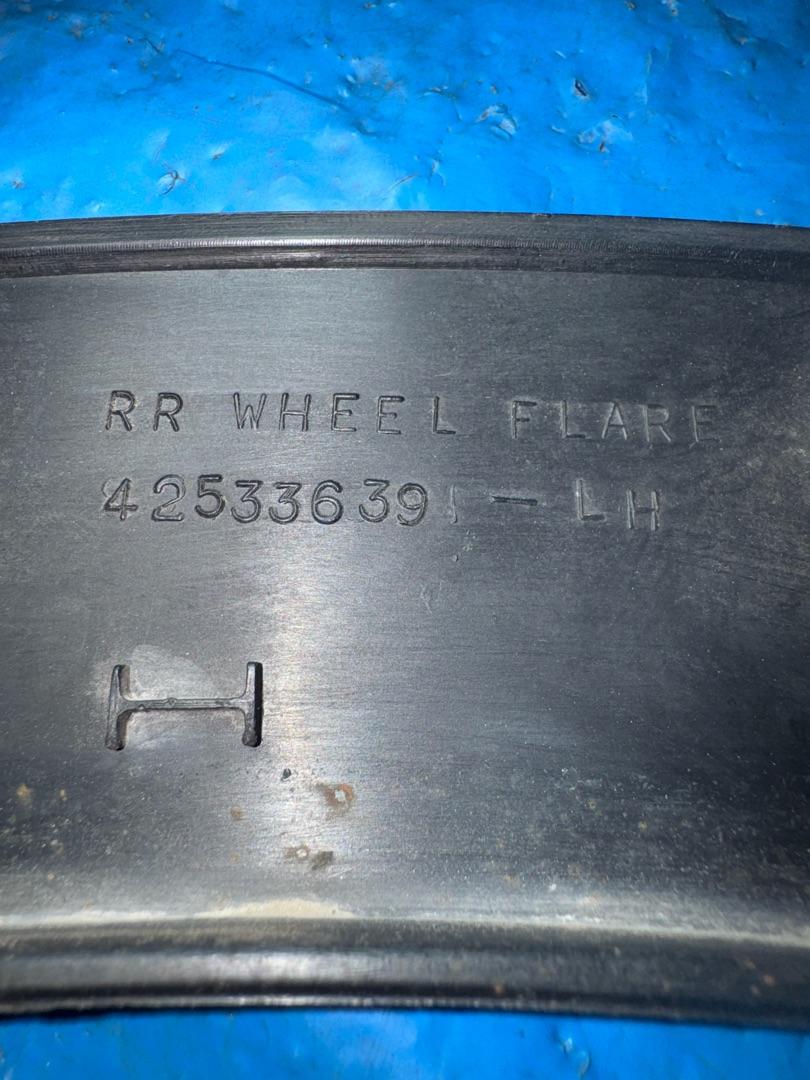 RR WHEEL FLARE
42533639 - LH
H